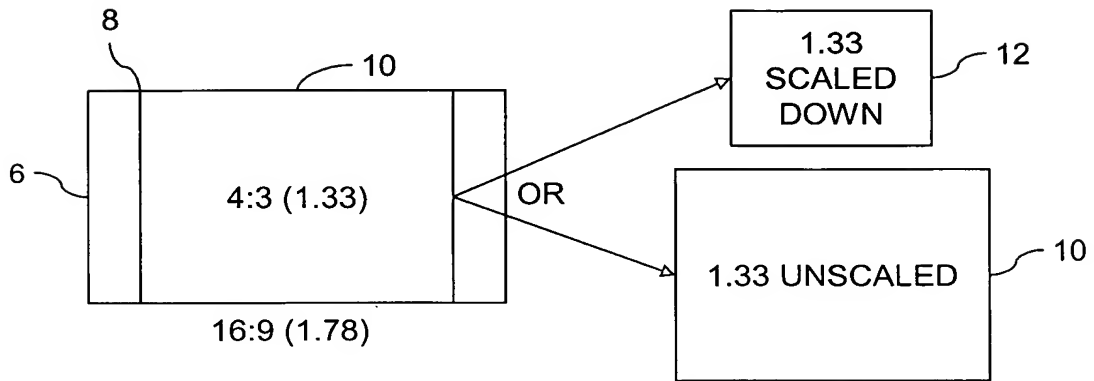 8
10
6
4:3 (1.33)
16:9 (1.78)
OR
1.33
SCALED
DOWN
12
1.33 UNSCALED
10